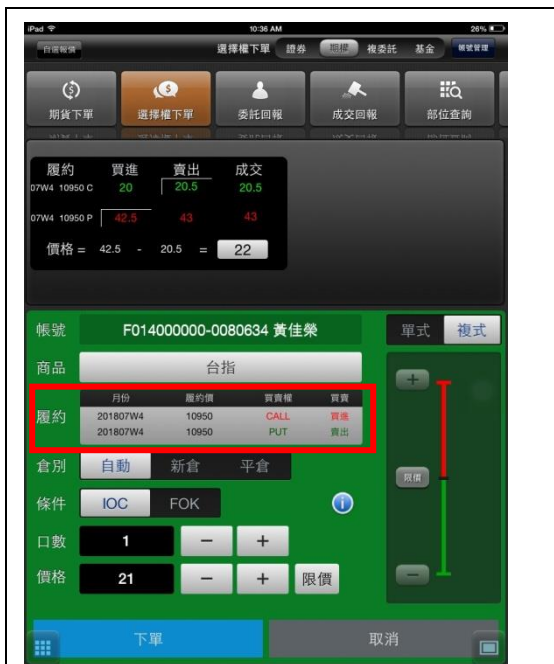 iPad 10:36 AM 26%
自選報價 選擇權下單 證券 期權 複委託 基金 帳號管理
期貨下單 選擇權下單 委託回報 成交回報 部位查詢
履約 買進 賣出 成交
07W4 10950 C 20 20.5 20.5
07W4 10950 P 42.5 43 43
價格 = 42.5 - 20.5 = 22
帳號 F014000000-0080634 黃佳榮 單式 複式
商品 台指
月份 履約價 買賣權 買賣
履約
201807W4 10950 CALL 買進
201807W4 10950 PUT 賣出
倉別 自動 新倉 平倉
限價
條件 IOC FOK
口數 1 － ＋
價格 21 － ＋ 限價
下單 取消